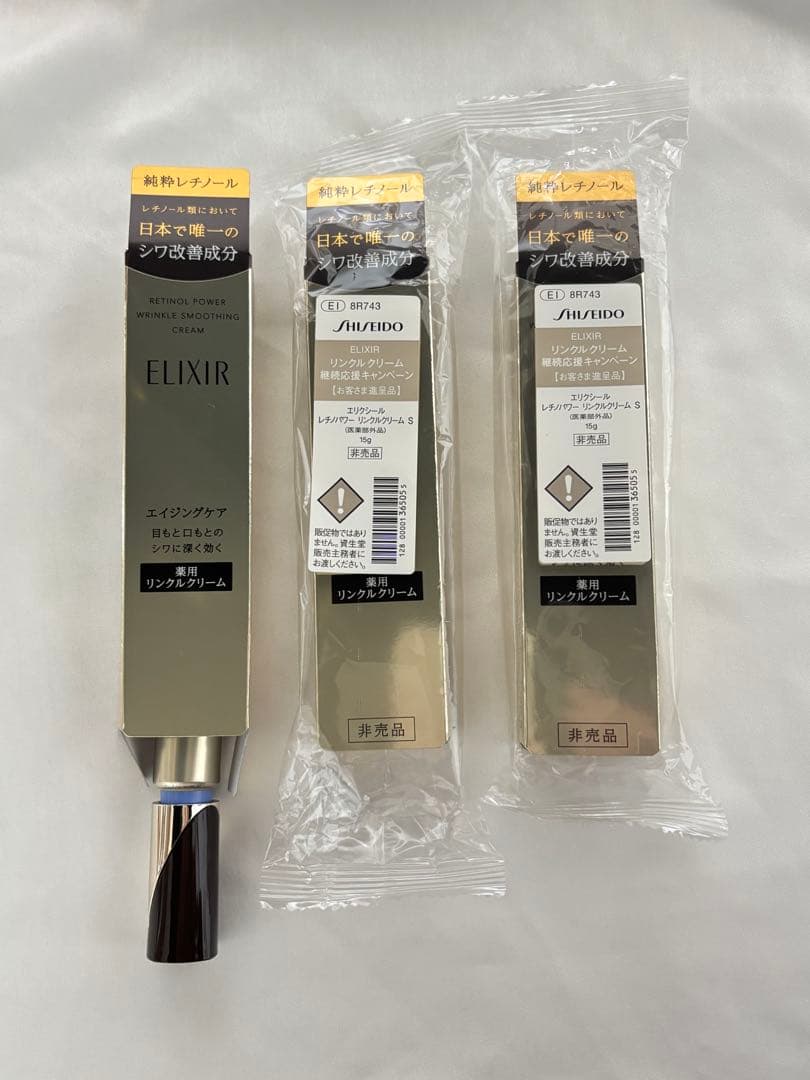 純粋レチノール
レチノール類において
日本で唯一の
シワ改善成分
RETINOL POWER
WRINKLE SMOOTHING
CREAM
ELIXIR
エイジングケア
目もと口もとの
シワに深く効く
薬用
リンクルクリーム
純粋レチノール
レチノール類において
日本で唯一の
シワ改善成分
EI 8R743
SHISEIDO
ELIXIR
リンクルクリーム
継続応援キャンペーン
【お客さま進呈品】
エリクシール
レチノパワー リンクルクリーム S
(医薬部外品)
15g
非売品
販促物ではあり
ません。資生堂
販売主務者に
お渡しください。
128 00001 36505 5
薬用
リンクルクリーム
非売品
純粋レチノール
レチノール類において
日本で唯一の
シワ改善成分
EI 8R743
SHISEIDO
ELIXIR
リンクルクリーム
継続応援キャンペーン
【お客さま進呈品】
エリクシール
レチノパワー リンクルクリーム S
(医薬部外品)
15g
非売品
販促物ではあり
ません。資生堂
販売主務者に
お渡しください。
128 00001 36505 5
薬用
リンクルクリーム
非売品